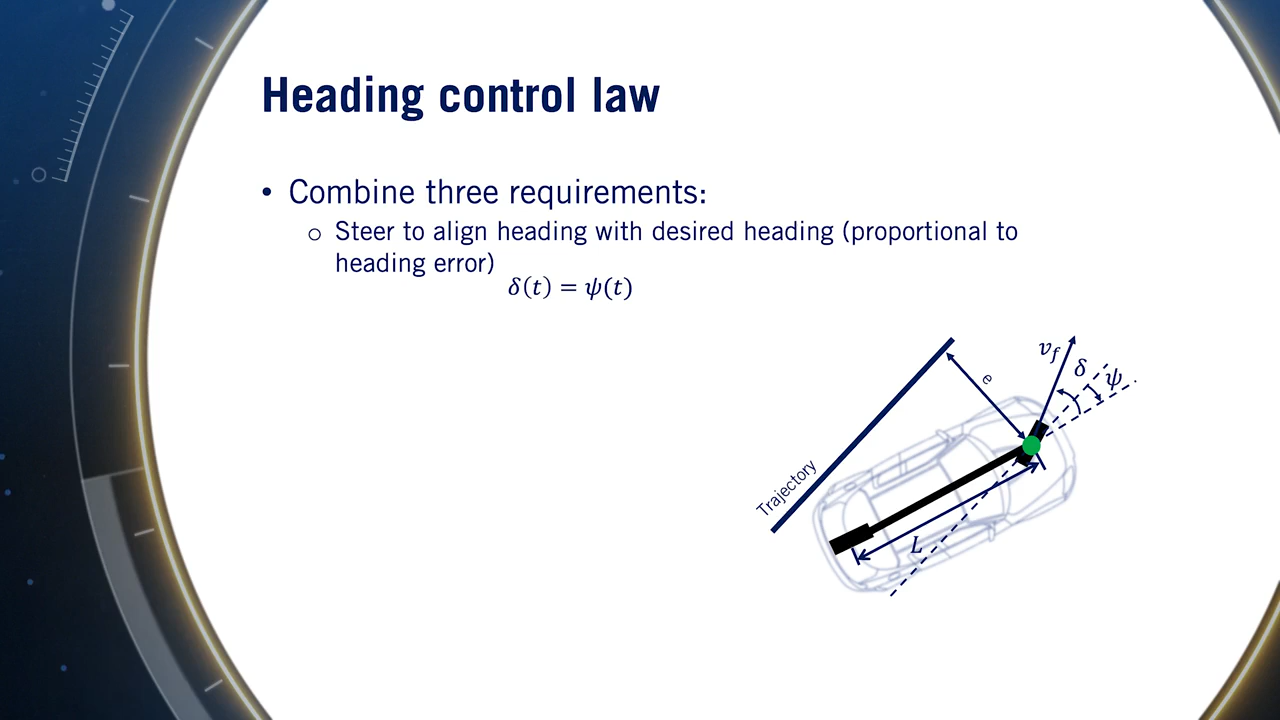 Heading control law
• Combine three requirements:
o Steer to align heading with desired heading (proportional to
heading error)
δ(t) = ψ(t)
v_f
δ
ψ
e
Trajectory
L